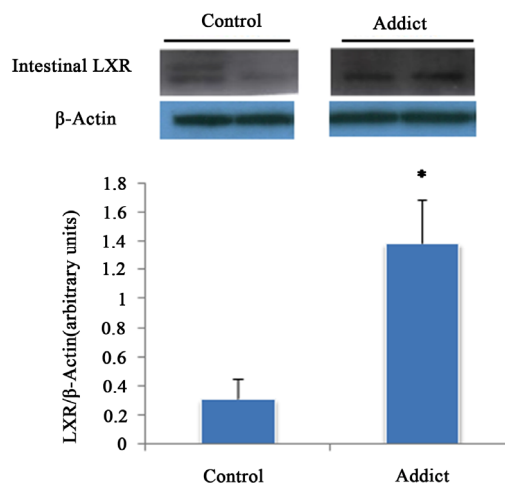 Control Addict
Intestinal LXR
β-Actin
*
LXR/β-Actin(arbitrary units)
1.8
1.6
1.4
1.2
1
0.8
0.6
0.4
0.2
0
Control Addict